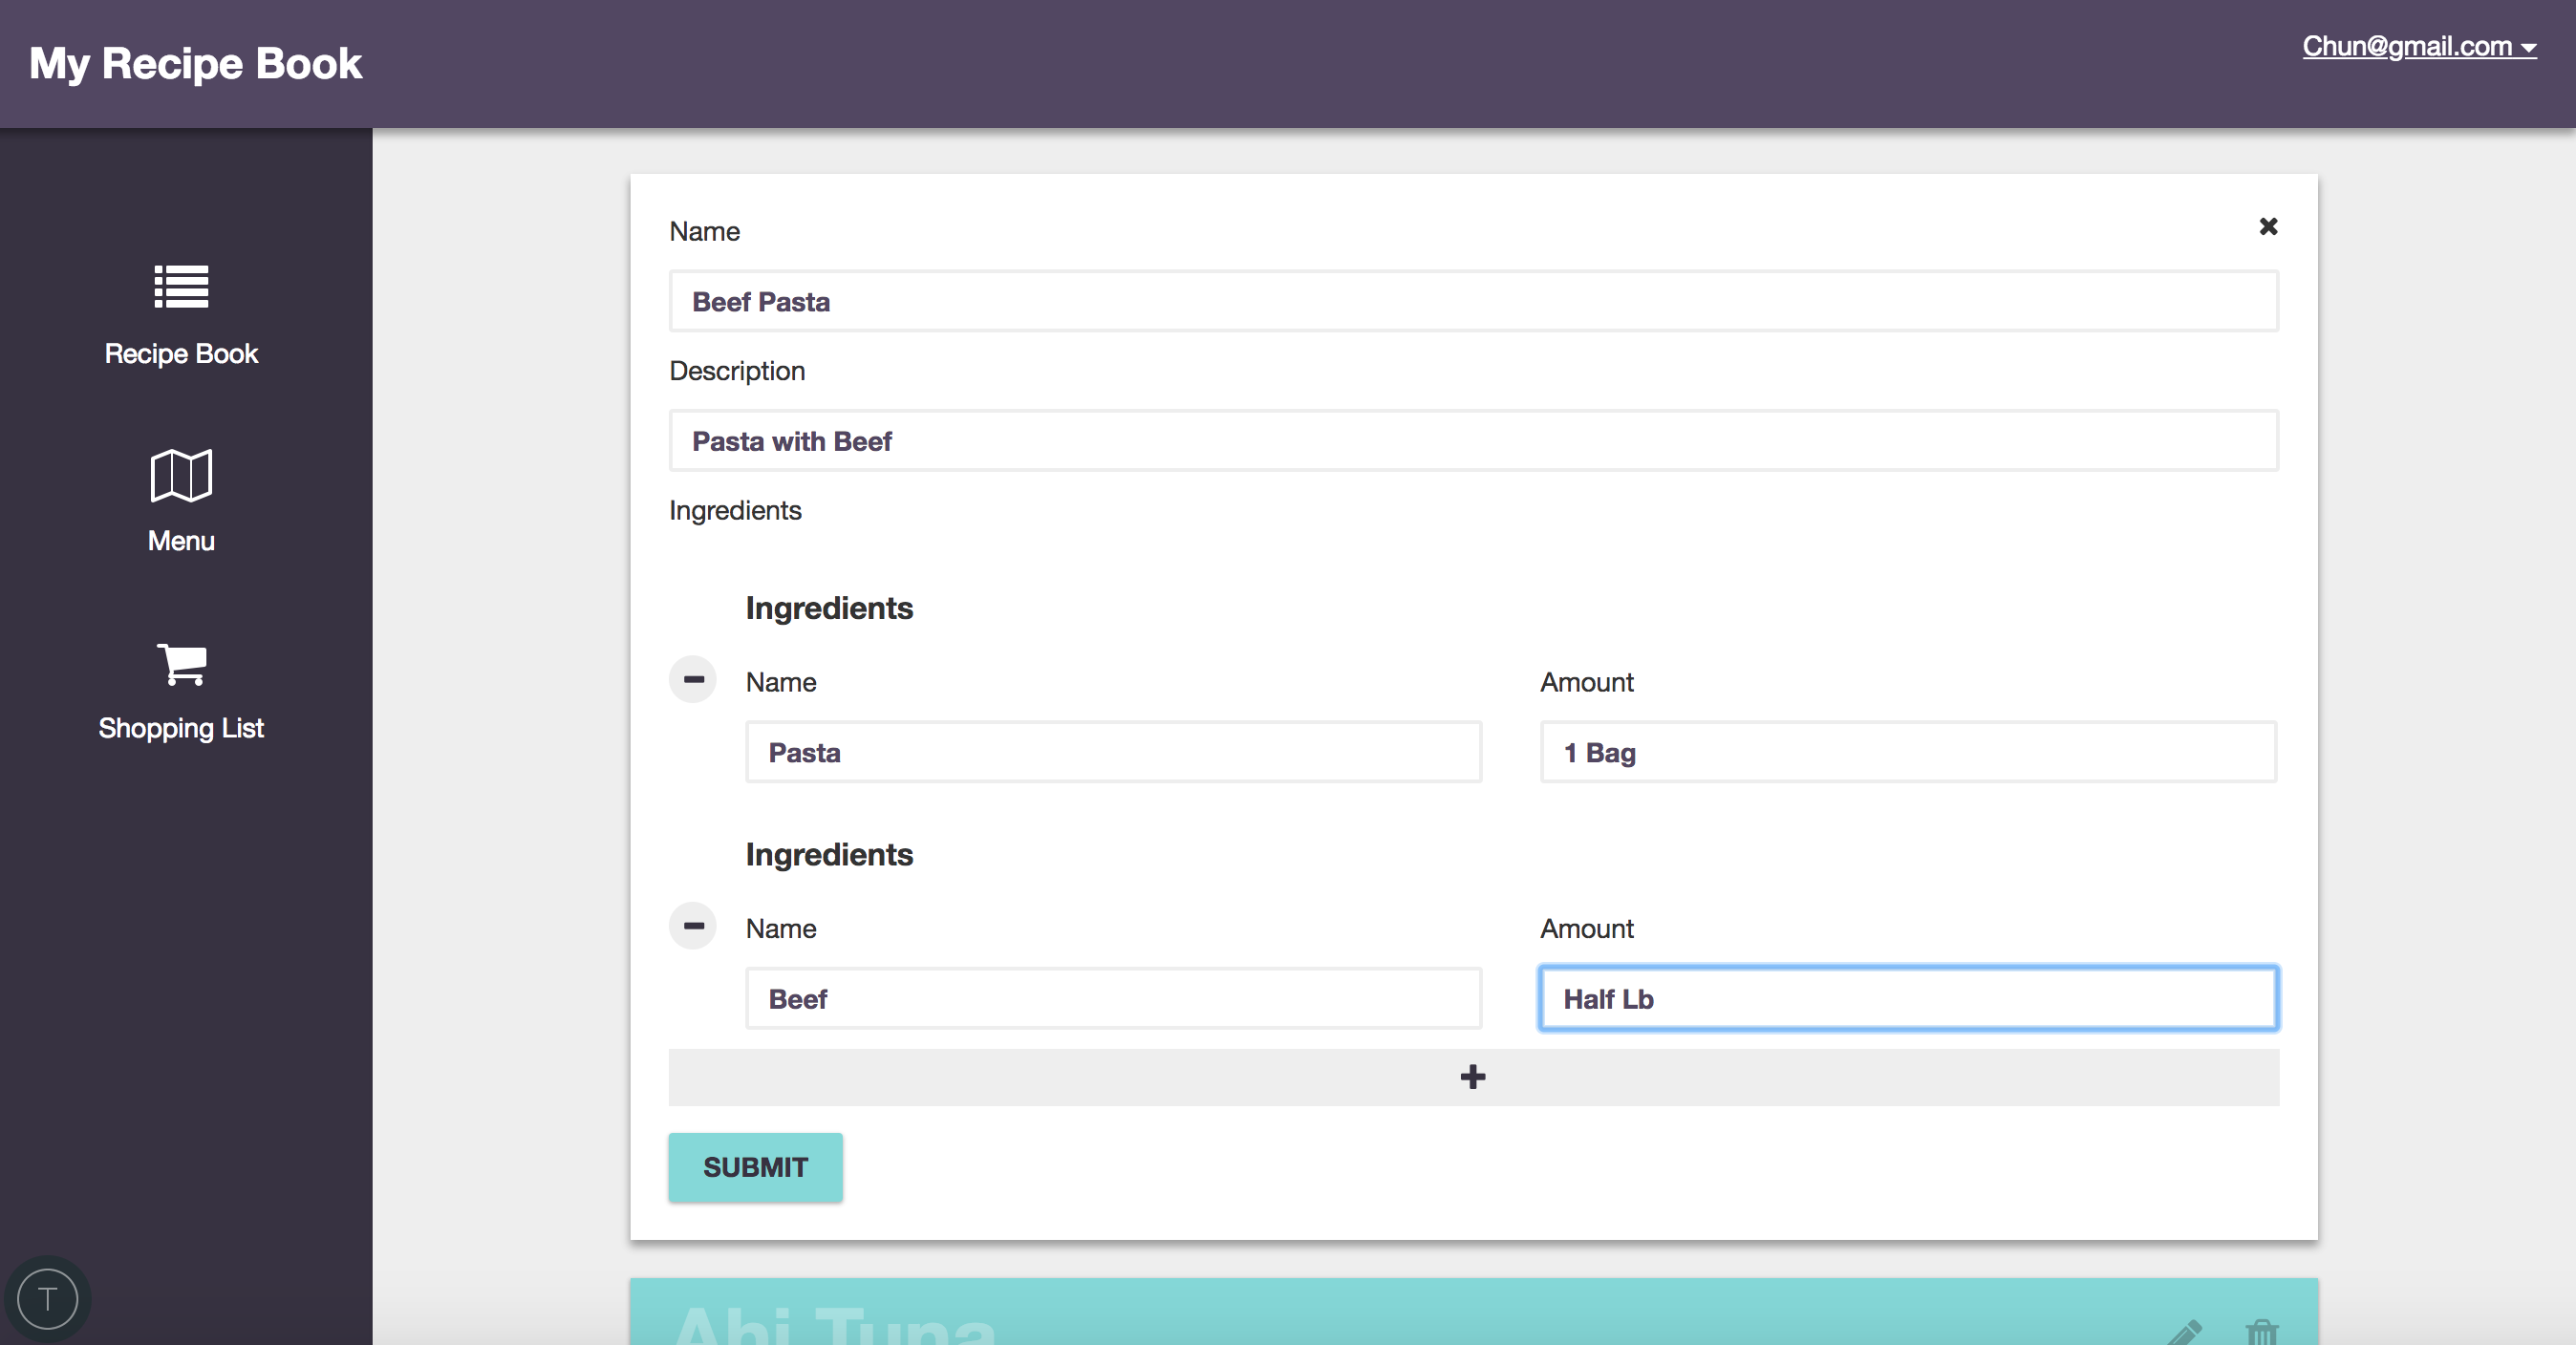 My Recipe Book
Chun@gmail.com
Recipe Book
Menu
Shopping List
Name
Beef Pasta
Description
Pasta with Beef
Ingredients
Ingredients
Name Amount
Pasta 1 Bag
Ingredients
Name Amount
Beef Half Lb
SUBMIT
T
Ahi Tuna